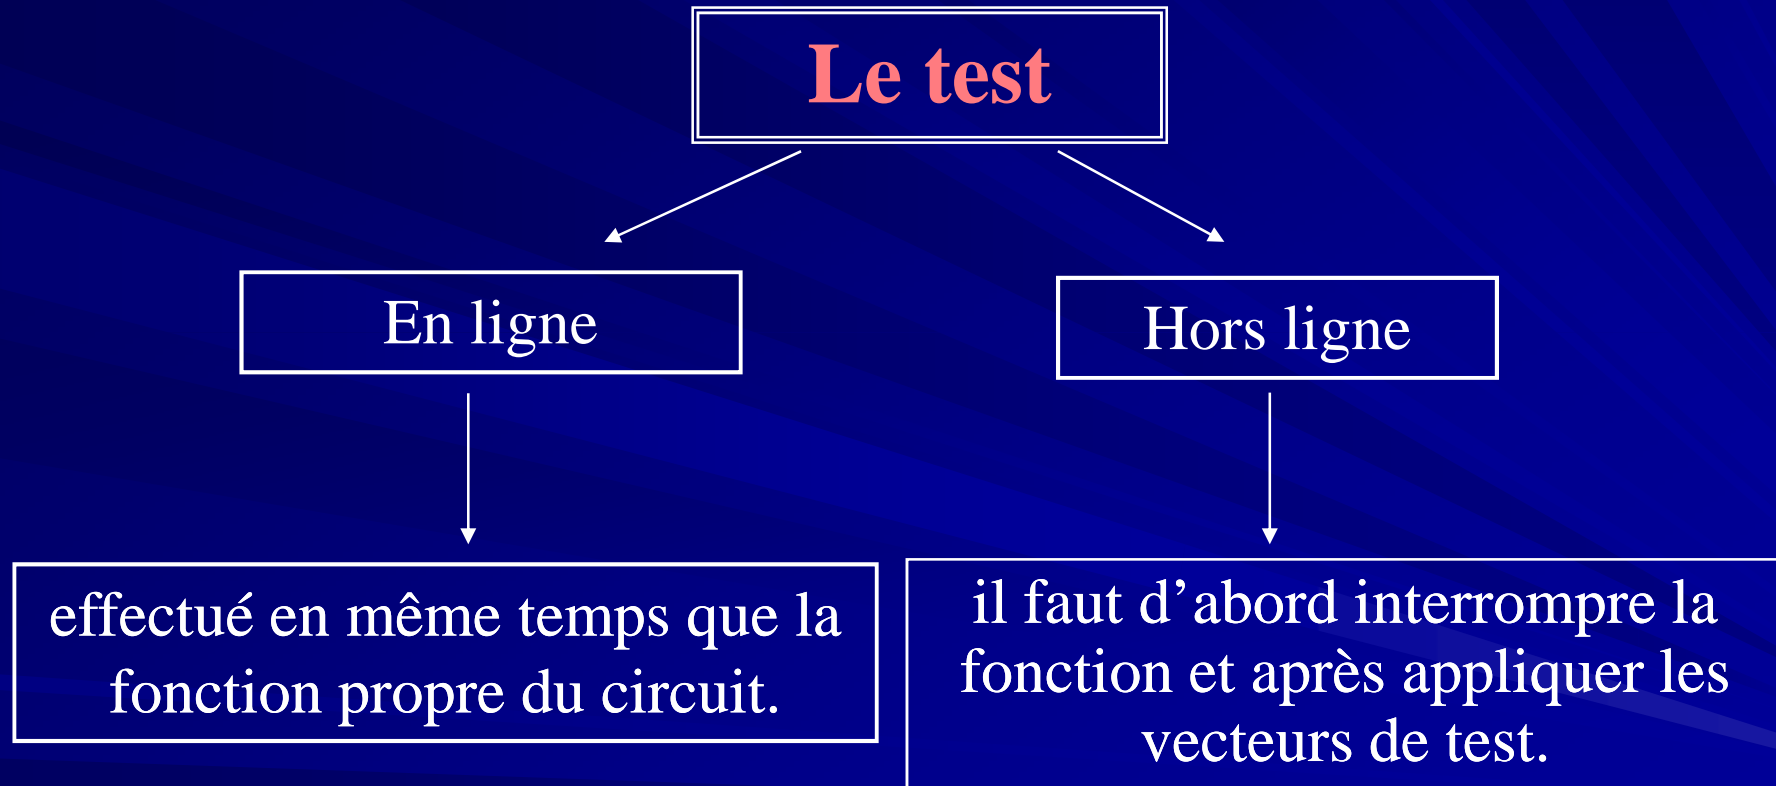 Le test
En ligne
Hors ligne
effectué en même temps que la
fonction propre du circuit.
il faut d’abord interrompre la
fonction et après appliquer les
vecteurs de test.